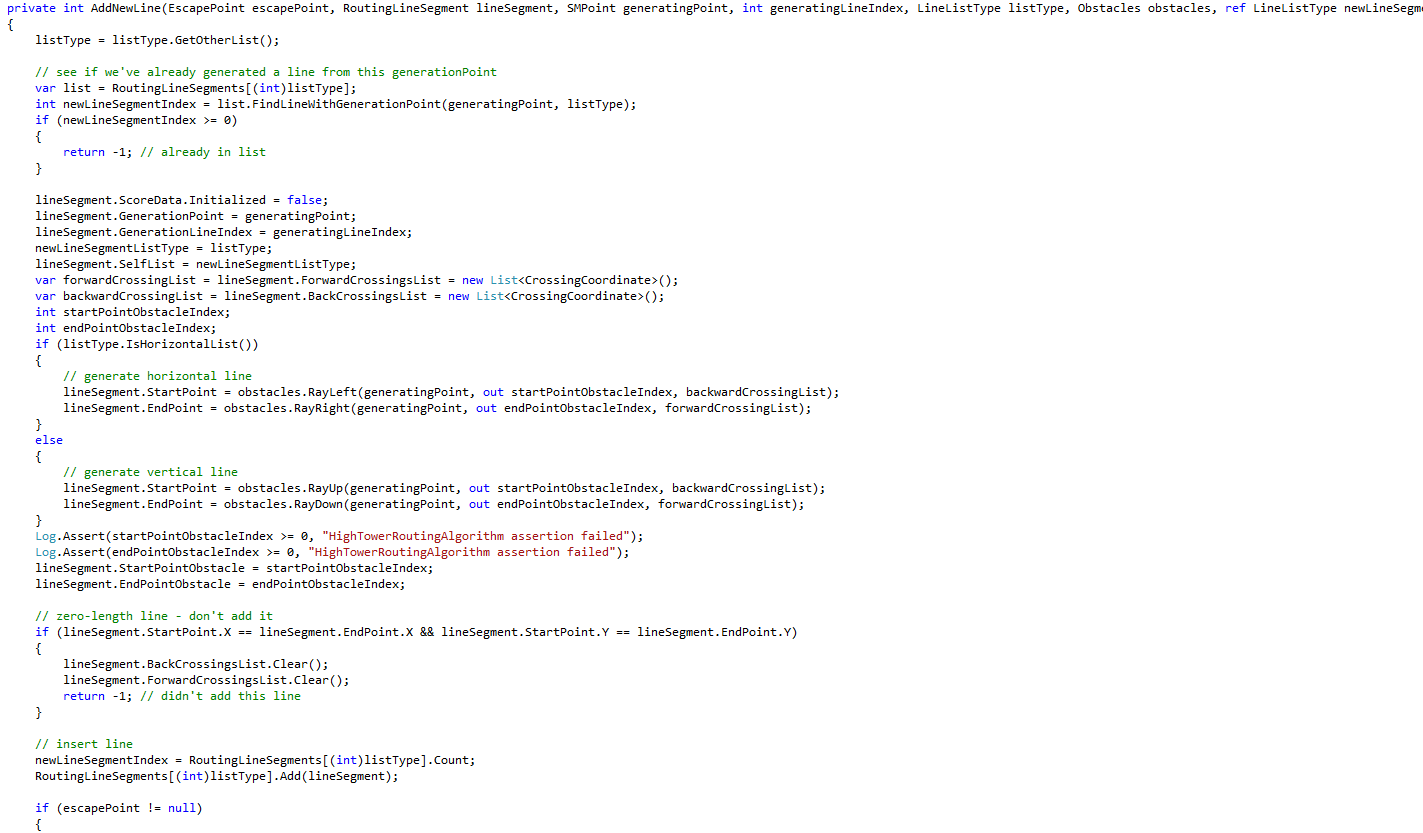 private int AddNewLine(EscapePoint escapePoint, RoutingLineSegment lineSegment, SMPoint generatingPoint, int generatingLineIndex, LineListType listType, Obstacles obstacles, ref LineListType newLineSegme
{
    listType = listType.GetOtherList();

    // see if we've already generated a line from this generationPoint
    var list = RoutingLineSegments[(int)listType];
    int newLineSegmentIndex = list.FindLineWithGenerationPoint(generatingPoint, listType);
    if (newLineSegmentIndex >= 0)
    {
        return -1; // already in list
    }

    lineSegment.ScoreData.Initialized = false;
    lineSegment.GenerationPoint = generatingPoint;
    lineSegment.GenerationLineIndex = generatingLineIndex;
    newLineSegmentListType = listType;
    lineSegment.SelfList = newLineSegmentListType;
    var forwardCrossingList = lineSegment.ForwardCrossingsList = new List<CrossingCoordinate>();
    var backwardCrossingList = lineSegment.BackCrossingsList = new List<CrossingCoordinate>();
    int startPointObstacleIndex;
    int endPointObstacleIndex;
    if (listType.IsHorizontalList())
    {
        // generate horizontal line
        lineSegment.StartPoint = obstacles.RayLeft(generatingPoint, out startPointObstacleIndex, backwardCrossingList);
        lineSegment.EndPoint = obstacles.RayRight(generatingPoint, out endPointObstacleIndex, forwardCrossingList);
    }
    else
    {
        // generate vertical line
        lineSegment.StartPoint = obstacles.RayUp(generatingPoint, out startPointObstacleIndex, backwardCrossingList);
        lineSegment.EndPoint = obstacles.RayDown(generatingPoint, out endPointObstacleIndex, forwardCrossingList);
    }
    Log.Assert(startPointObstacleIndex >= 0, "HighTowerRoutingAlgorithm assertion failed");
    Log.Assert(endPointObstacleIndex >= 0, "HighTowerRoutingAlgorithm assertion failed");
    lineSegment.StartPointObstacle = startPointObstacleIndex;
    lineSegment.EndPointObstacle = endPointObstacleIndex;

    // zero-length line - don't add it
    if (lineSegment.StartPoint.X == lineSegment.EndPoint.X && lineSegment.StartPoint.Y == lineSegment.EndPoint.Y)
    {
        lineSegment.BackCrossingsList.Clear();
        lineSegment.ForwardCrossingsList.Clear();
        return -1; // didn't add this line
    }

    // insert line
    newLineSegmentIndex = RoutingLineSegments[(int)listType].Count;
    RoutingLineSegments[(int)listType].Add(lineSegment);

    if (escapePoint != null)
    {